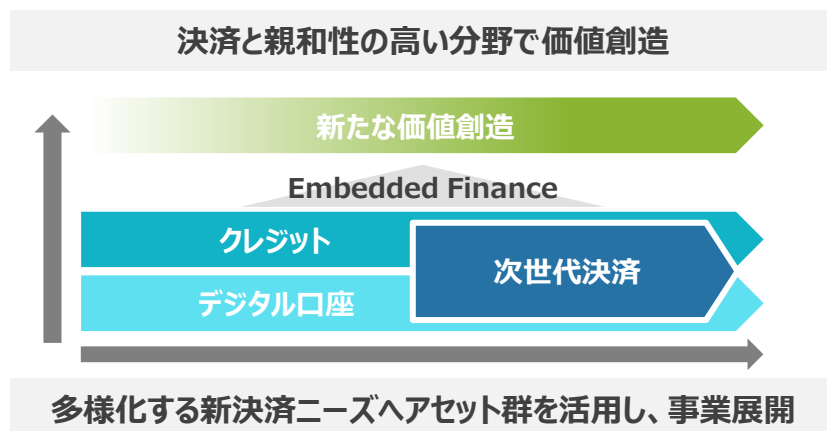 決済と親和性の高い分野で価値創造
新たな価値創造
Embedded Finance
クレジット
次世代決済
デジタル口座
多様化する新決済ニーズへアセット群を活用し、事業展開